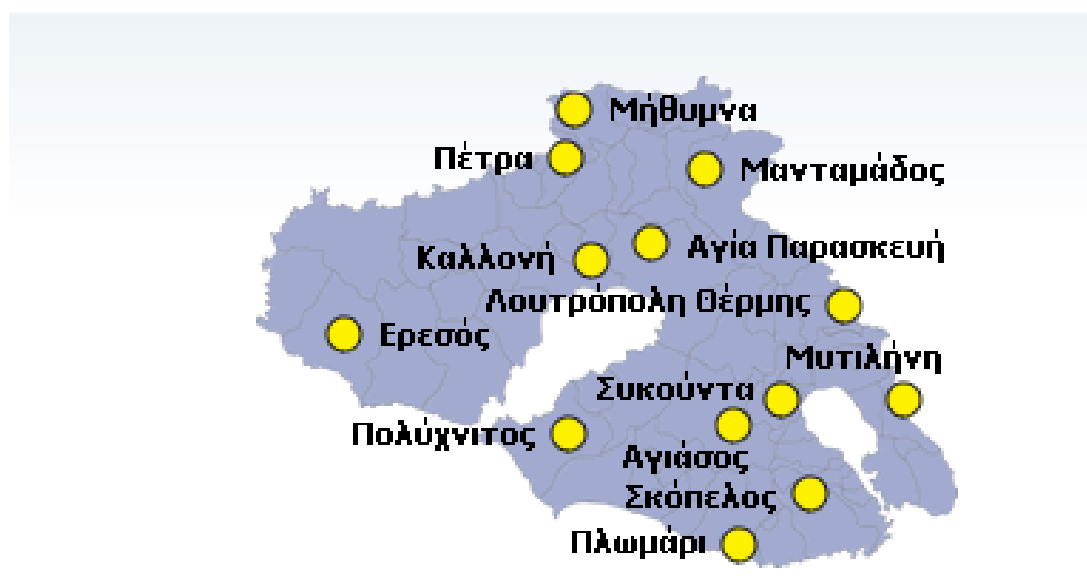 Μήθυμνα
Πέτρα
Μανταμάδος
Αγία Παρασκευή
Καλλονή
Λουτρόπολη Θέρμης
Ερεσός
Μυτιλήνη
Συκούντα
Πολύχνιτος
Αγιάσος
Σκόπελος
Πλωμάρι